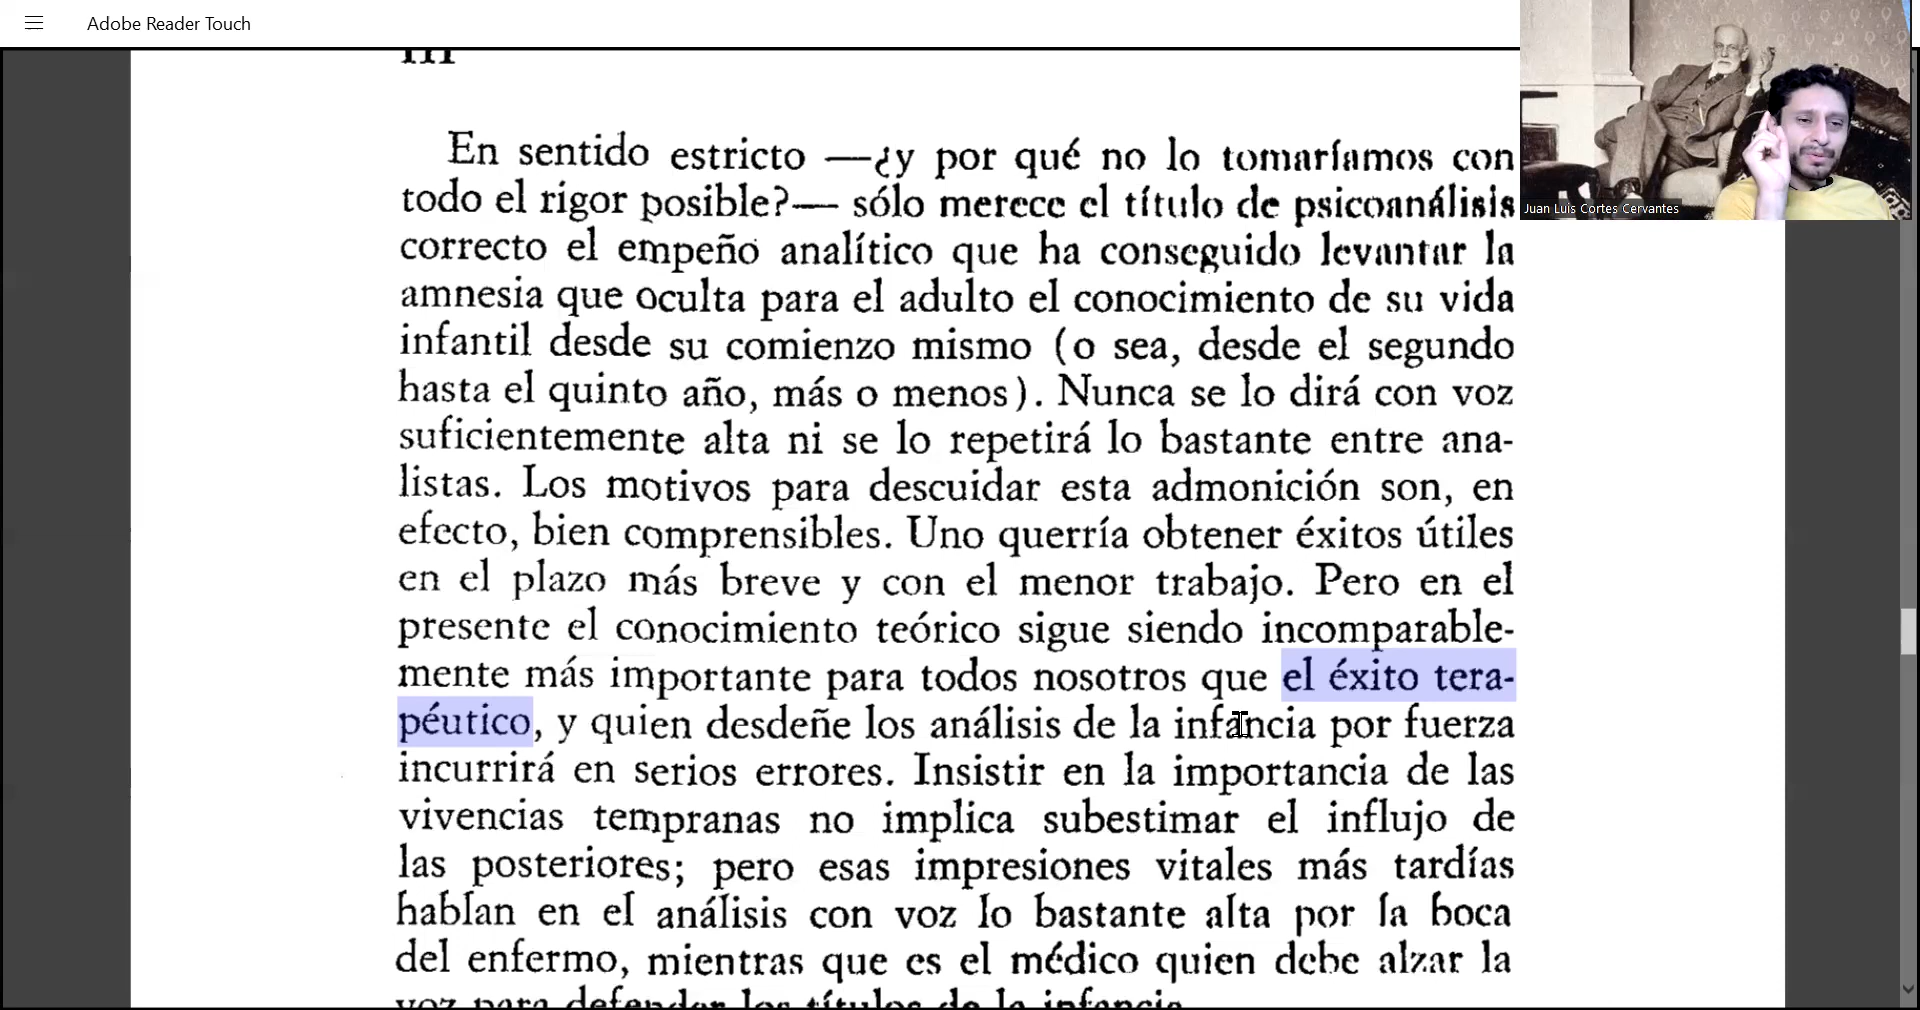 Adobe Reader Touch
III
En sentido estricto —¿y por qué no lo tomaríamos con
todo el rigor posible?— sólo merece el título de psicoanálisis
correcto el empeño analítico que ha conseguido levantar la
amnesia que oculta para el adulto el conocimiento de su vida
infantil desde su comienzo mismo (o sea, desde el segundo
hasta el quinto año, más o menos). Nunca se lo dirá con voz
suficientemente alta ni se lo repetirá lo bastante entre ana-
listas. Los motivos para descuidar esta admonición son, en
efecto, bien comprensibles. Uno querría obtener éxitos útiles
en el plazo más breve y con el menor trabajo. Pero en el
presente el conocimiento teórico sigue siendo incomparable-
mente más importante para todos nosotros que el éxito tera-
péutico, y quien desdeñe los análisis de la infancia por fuerza
incurrirá en serios errores. Insistir en la importancia de las
vivencias tempranas no implica subestimar el influjo de
las posteriores; pero esas impresiones vitales más tardías
hablan en el análisis con voz lo bastante alta por la boca
del enfermo, mientras que es el médico quien debe alzar la
voz para defender los títulos de la infancia.
Juan Luis Cortes Cervantes